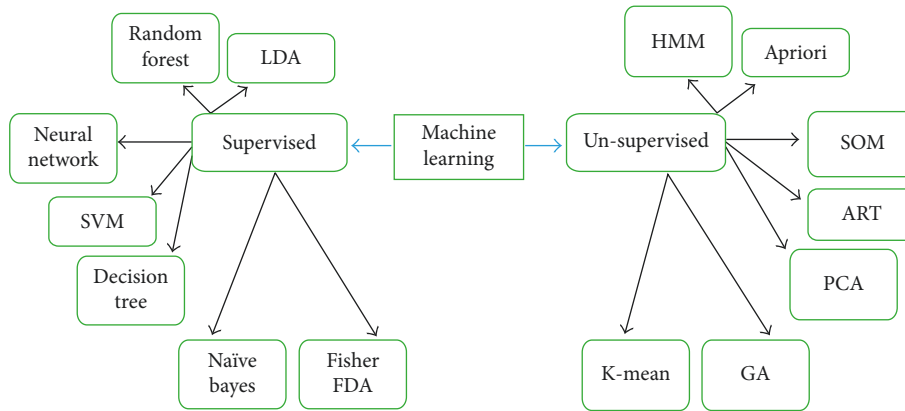 Random
forest
LDA
HMM
Apriori
Neural
network
Supervised
Machine
learning
Un-supervised
SOM
SVM
ART
Decision
tree
PCA
Naïve
bayes
Fisher
FDA
K-mean
GA